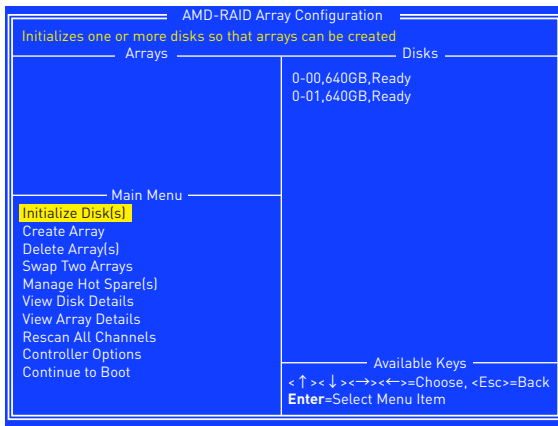 AMD-RAID Array Configuration
Initializes one or more disks so that arrays can be created
Arrays
Disks
0-00,640GB,Ready
0-01,640GB,Ready
Main Menu
Initialize Disk(s)
Create Array
Delete Array(s)
Swap Two Arrays
Manage Hot Spare(s)
View Disk Details
View Array Details
Rescan All Channels
Controller Options
Continue to Boot
Available Keys
<↑><↓><→><←>=Choose, <Esc>=Back
Enter=Select Menu Item